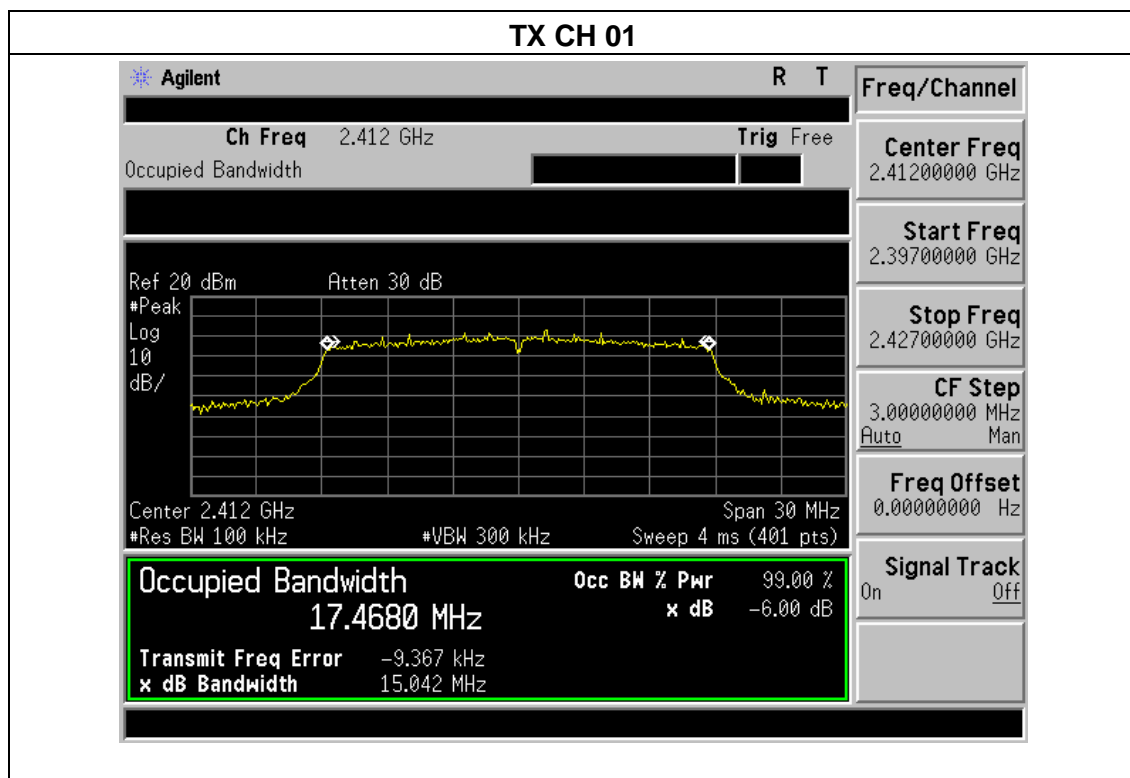 TX CH 01
Agilent R T
Freq/Channel
Ch Freq 2.412 GHz Trig Free
Occupied Bandwidth
Center Freq
2.41200000 GHz
Start Freq
2.39700000 GHz
Stop Freq
2.42700000 GHz
CF Step
3.00000000 MHz
Auto Man
Freq Offset
0.00000000 Hz
Signal Track
On Off
Ref 20 dBm Atten 30 dB
#Peak
Log
10
dB/
Center 2.412 GHz Span 30 MHz
#Res BW 100 kHz #VBW 300 kHz Sweep 4 ms (401 pts)
Occupied Bandwidth Occ BW % Pwr 99.00 %
17.4680 MHz x dB -6.00 dB
Transmit Freq Error -9.367 kHz
x dB Bandwidth 15.042 MHz